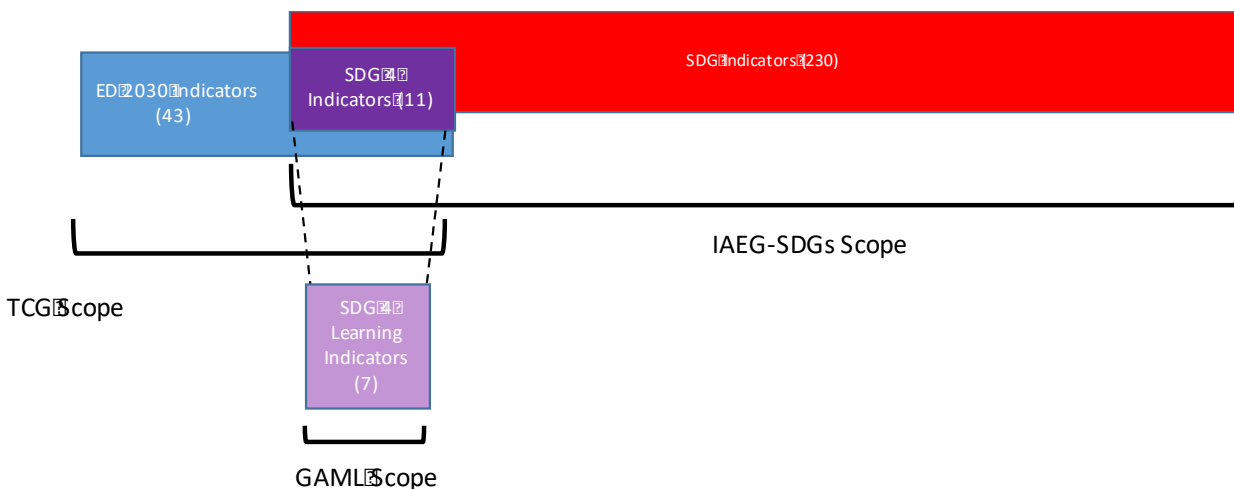 SDG Indicators (230)
ED 2030 Indicators
(43)
SDG 4
Indicators (11)
IAEG-SDGs Scope
TCG Scope
SDG 4
Learning
Indicators
(7)
GAML Scope